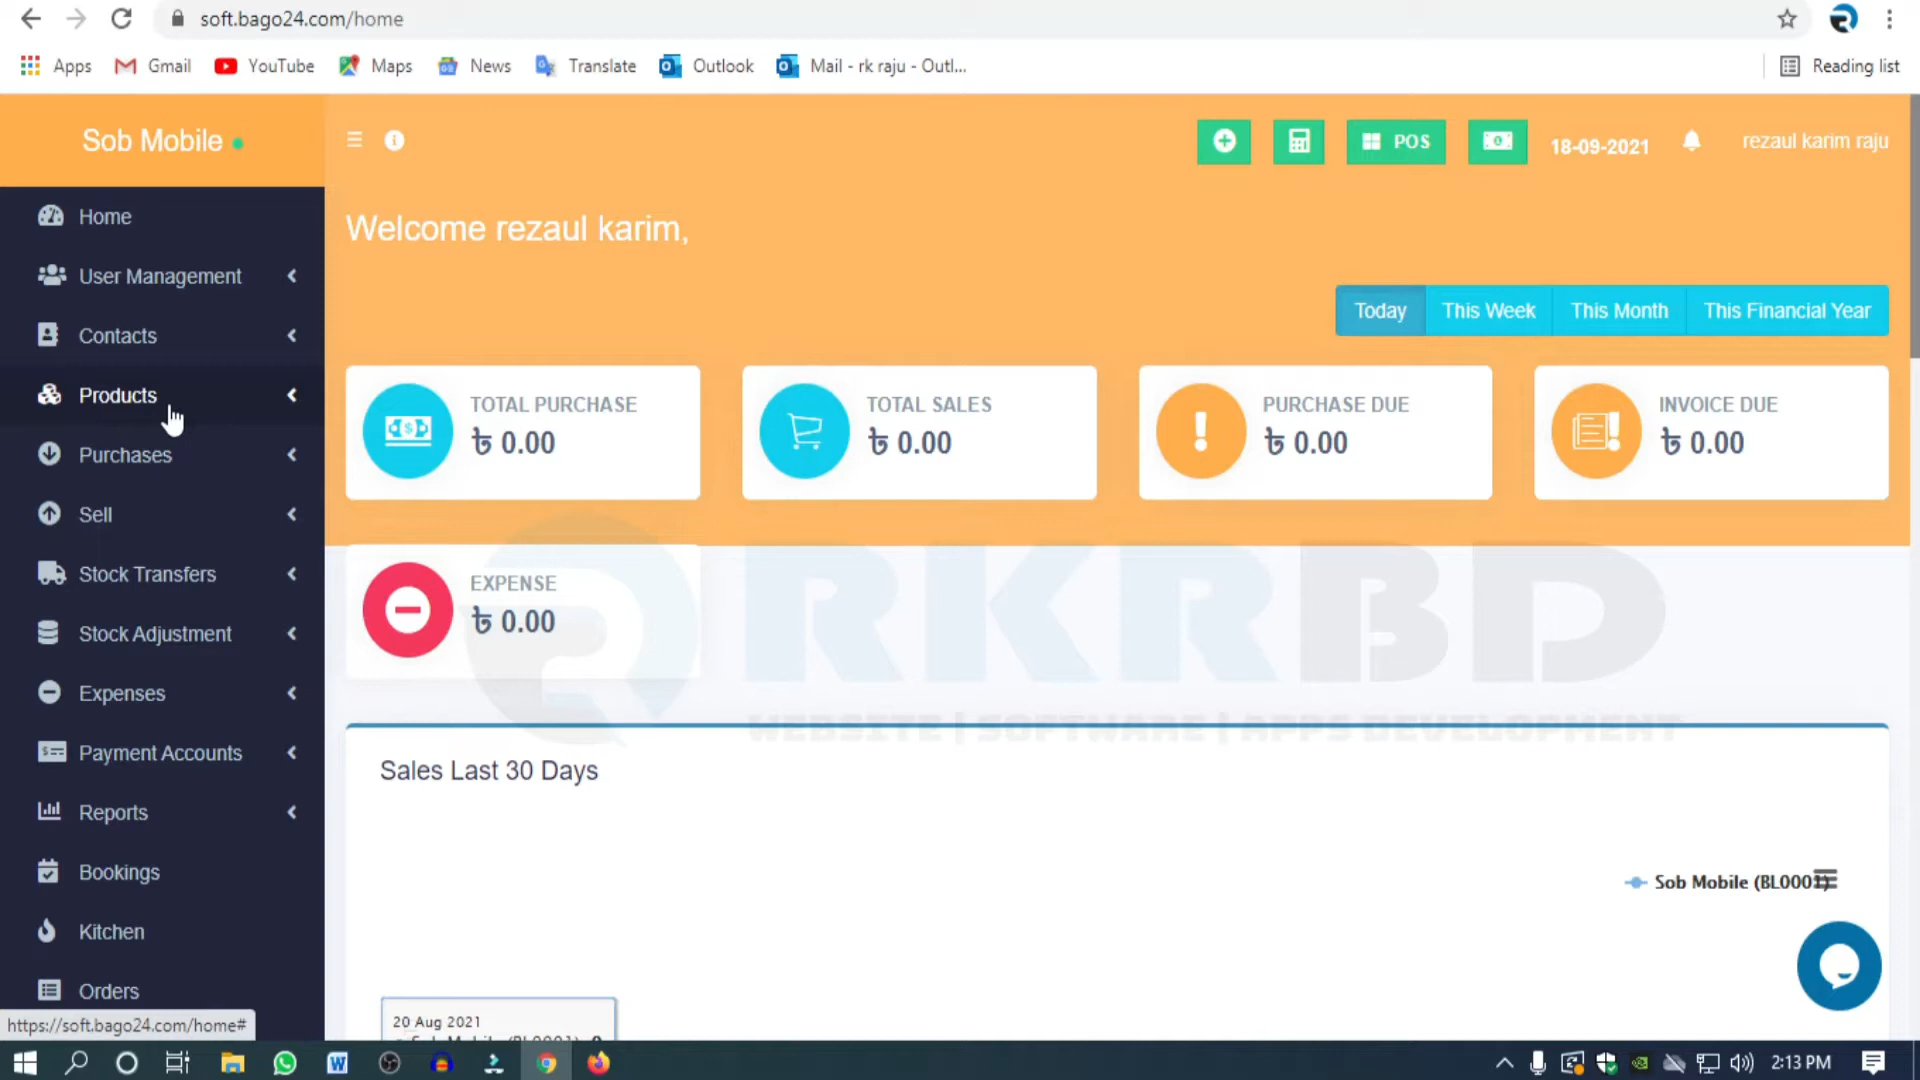 soft.bago24.com/home
Apps Gmail YouTube Maps News Translate Outlook Mail - rk raju - Outl... Reading list
Sob Mobile
POS 18-09-2021 rezaul karim raju
Welcome rezaul karim,
Today This Week This Month This Financial Year
Home
User Management
Contacts
Products
Purchases
Sell
Stock Transfers
Stock Adjustment
Expenses
Payment Accounts
Reports
Bookings
Kitchen
Orders
TOTAL PURCHASE
৳ 0.00
TOTAL SALES
৳ 0.00
PURCHASE DUE
৳ 0.00
INVOICE DUE
৳ 0.00
EXPENSE
৳ 0.00
RKRBD
WEBSITE | SOFTWARE | APPS DEVELOPMENT
Sales Last 30 Days
Sob Mobile (BL0001)
20 Aug 2021
Sob Mobile (BL0001) 0
https://soft.bago24.com/home#
2:13 PM